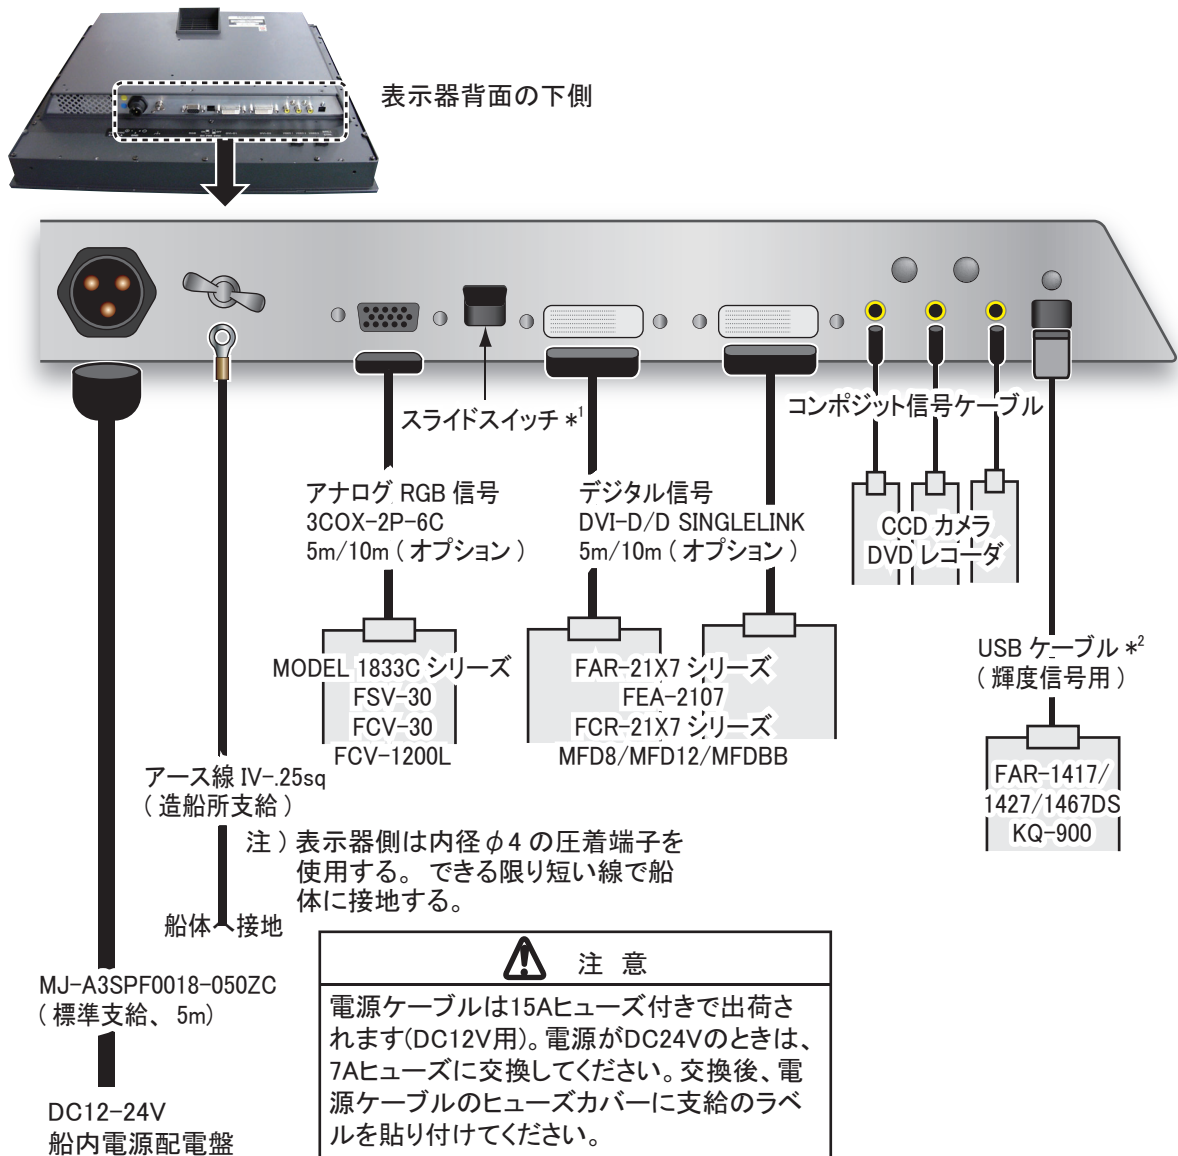 表示器背面の下側
スライドスイッチ *1
コンポジット信号ケーブル
アナログ RGB 信号
3COX-2P-6C
5m/10m ( オプション )
デジタル信号
DVI-D/D SINGLELINK
5m/10m ( オプション )
CCD カメラ
DVD レコーダ
MODEL 1833C シリーズ
FSV-30
FCV-30
FCV-1200L
FAR-21X7 シリーズ
FEA-2107
FCR-21X7 シリーズ
MFD8/MFD12/MFDBB
USB ケーブル *2
( 輝度信号用 )
FAR-1417/
1427/1467DS
KQ-900
アース線 IV-.25sq
( 造船所支給 )
注 ) 表示器側は内径φ4 の圧着端子を
使用する。 できる限り短い線で船
体に接地する。
船体へ接地
MJ-A3SPF0018-050ZC
( 標準支給、 5m)
DC12-24V
船内電源配電盤
注 意
電源ケーブルは15Aヒューズ付きで出荷さ
れます(DC12V用)。電源がDC24Vのときは、
7Aヒューズに交換してください。交換後、電
源ケーブルのヒューズカバーに支給のラベ
ルを貼り付けてください。